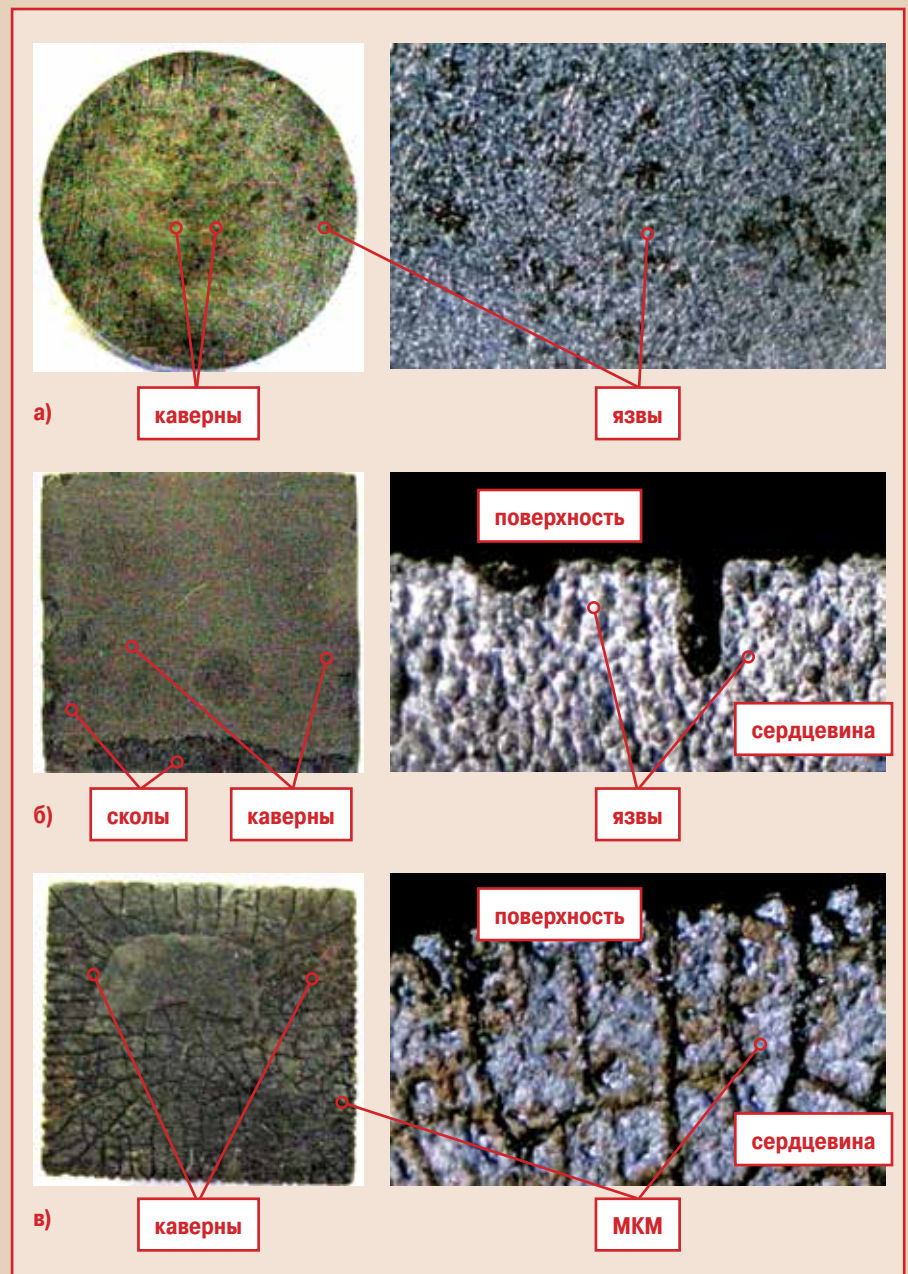 каверны
язвы
а)
поверхность
сердцевина
сколы
каверны
язвы
б)
поверхность
сердцевина
каверны
МКМ
в)